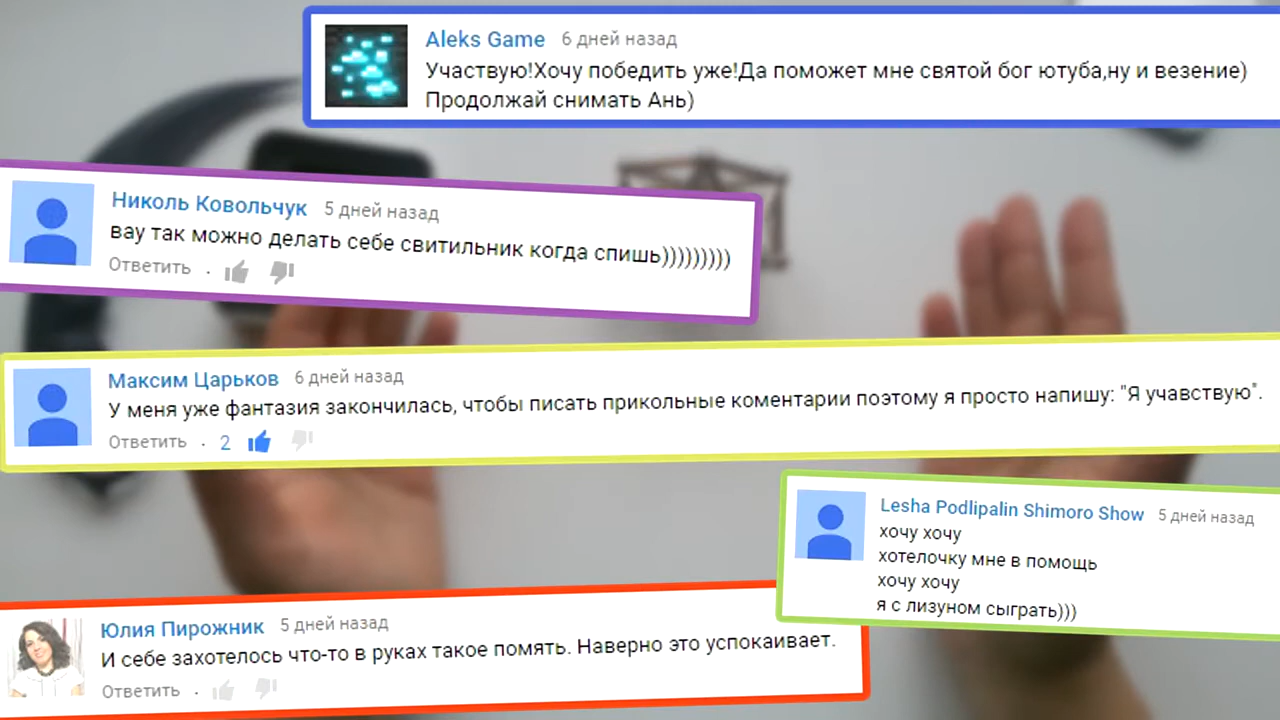 Aleks Game 6 дней назад
Участвую!Хочу победить уже!Да поможет мне святой бог ютуба,ну и везение)
Продолжай снимать Ань)
Николь Ковольчук 5 дней назад
вау так можно делать себе свитильник когда спишь)))))))))
Ответить
Максим Царьков 6 дней назад
У меня уже фантазия закончилась, чтобы писать прикольные коментарии поэтому я просто напишу: "Я учавствую".
Ответить · 2
Lesha Podlipalin Shimoro Show 5 дней назад
хочу хочу
хотелочку мне в помощь
хочу хочу
я с лизуном сыграть)))
Юлия Пирожник 5 дней назад
И себе захотелось что-то в руках такое помять. Наверно это успокаивает.
Ответить